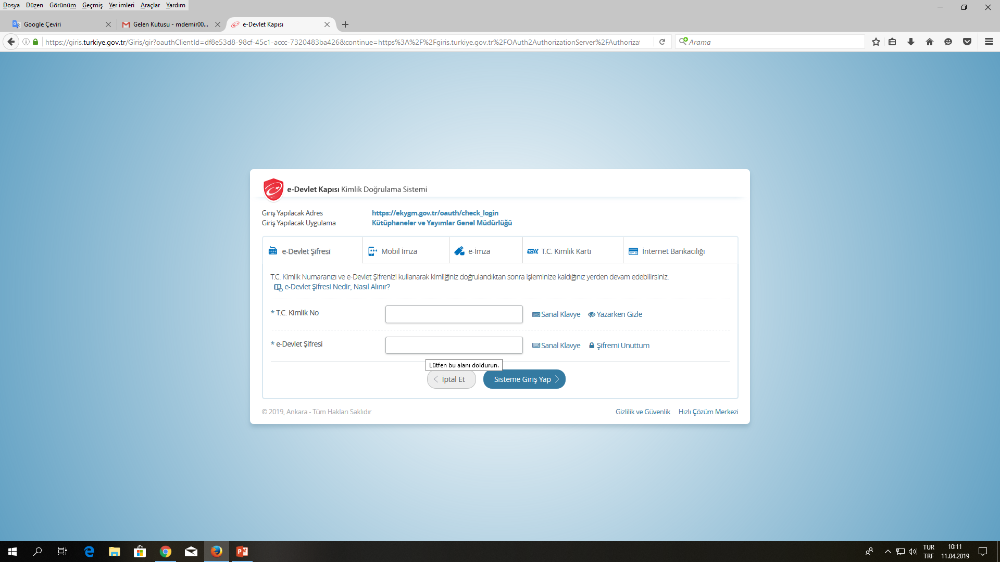 Dosya Düzen Görünüm Geçmiş Yer imleri Araçlar Yardım
Google Çeviri
Gelen Kutusu - mdemir00...
e-Devlet Kapısı
https://giris.turkiye.gov.tr/Giris/gir?oauthClientId=df8e53d8-98cf-45c1-accc-7320483ba426&continue=https%3A%2F%2Fgiris.turkiye.gov.tr%2FOAuth2AuthorizationServer%2FAuthorizat
Arama
e-Devlet Kapısı Kimlik Doğrulama Sistemi
Giriş Yapılacak Adres https://ekygm.gov.tr/oauth/check_login
Giriş Yapılacak Uygulama Kütüphaneler ve Yayımlar Genel Müdürlüğü
e-Devlet Şifresi Mobil İmza e-İmza T.C. Kimlik Kartı İnternet Bankacılığı
T.C. Kimlik Numaranızı ve e-Devlet Şifrenizi kullanarak kimliğiniz doğrulandıktan sonra işleminize kaldığınız yerden devam edebilirsiniz.
e-Devlet Şifresi Nedir, Nasıl Alınır?
* T.C. Kimlik No Sanal Klavye Yazarken Gizle
* e-Devlet Şifresi Sanal Klavye Şifremi Unuttum
Lütfen bu alanı doldurun.
İptal Et Sisteme Giriş Yap
© 2019, Ankara - Tüm Hakları Saklıdır Gizlilik ve Güvenlik Hızlı Çözüm Merkezi
TUR 10:11
TRF 11.04.2019